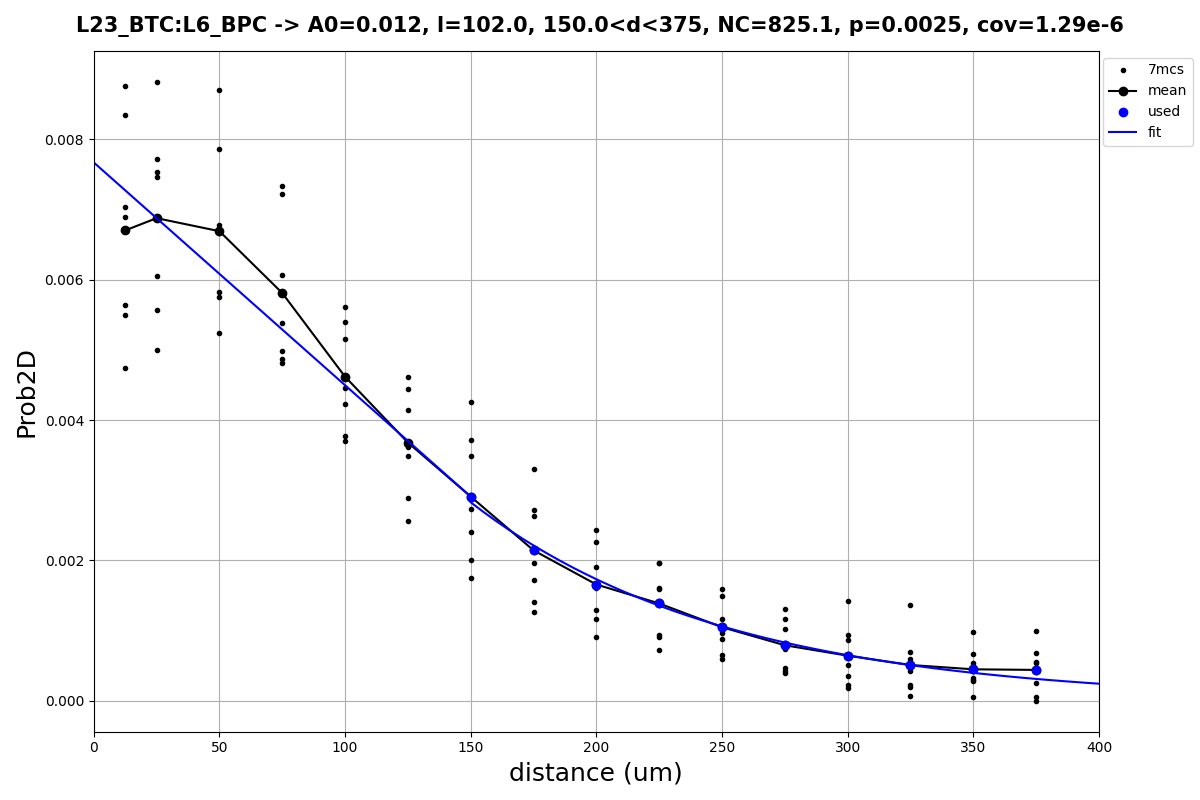 L23_BTC:L6_BPC -> A0=0.012, l=102.0, 150.0<d<375, NC=825.1, p=0.0025, cov=1.29e-6
7mcs
mean
used
fit
0.008
0.006
0.004
0.002
0.000
Prob2D
0 50 100 150 200 250 300 350 400
distance (um)